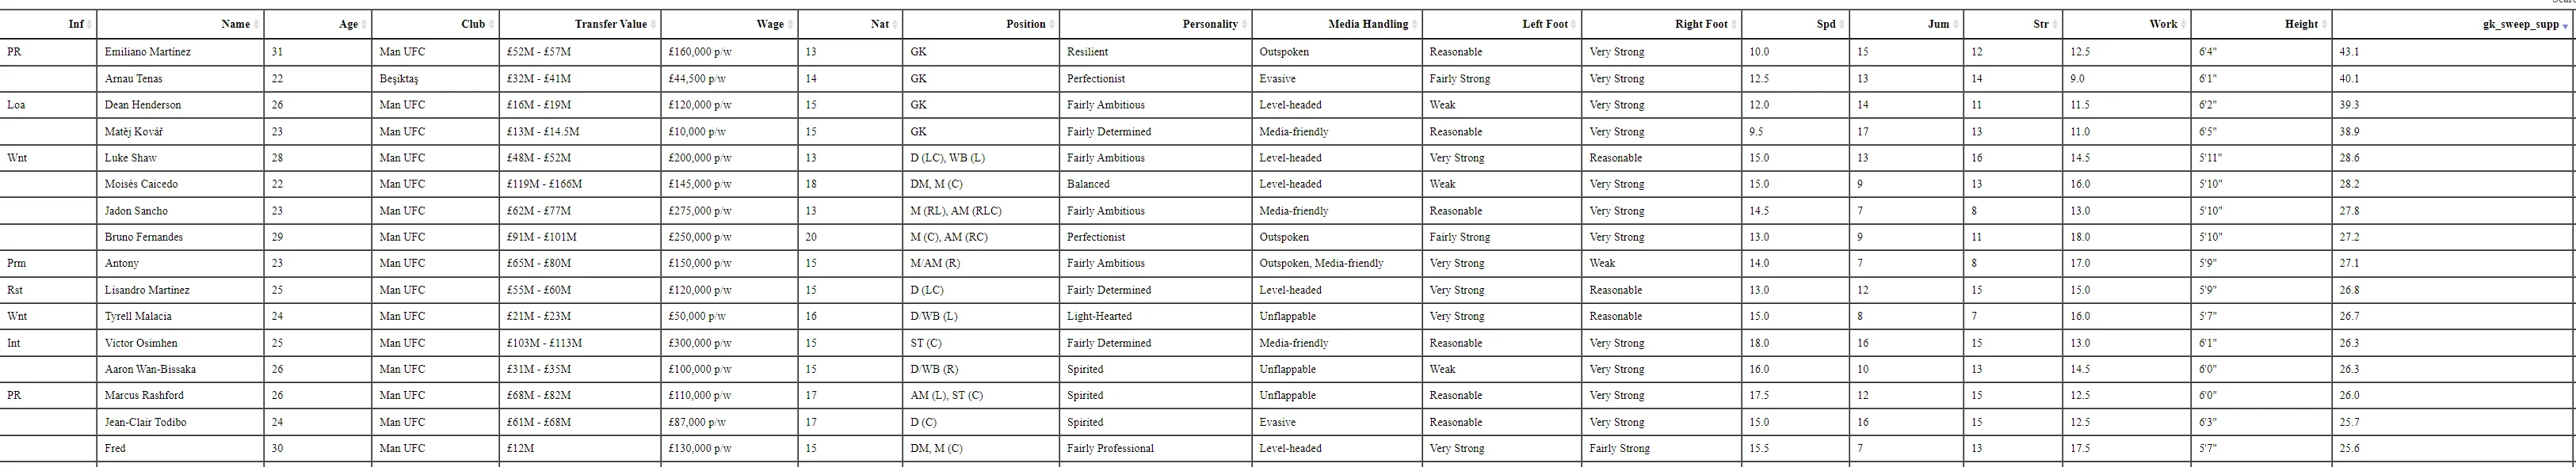 Inf Name Age Club Transfer Value Wage Nat Position Personality Media Handling Left Foot Right Foot Spd Jum Str Work Height gk_sweep_supp
PR Emiliano Martínez 31 Man UFC £52M - £57M £160,000 p/w 13 GK Resilient Outspoken Reasonable Very Strong 10.0 15 12 12.5 6'4" 43.1
Arnau Tenas 22 Beşiktaş £32M - £41M £44,500 p/w 14 GK Perfectionist Evasive Fairly Strong Very Strong 12.5 13 14 9.0 6'1" 40.1
Loa Dean Henderson 26 Man UFC £16M - £19M £120,000 p/w 15 GK Fairly Ambitious Level-headed Weak Very Strong 12.0 14 11 11.5 6'2" 39.3
Matěj Kovář 23 Man UFC £13M - £14.5M £10,000 p/w 15 GK Fairly Determined Media-friendly Reasonable Very Strong 9.5 17 13 11.0 6'5" 38.9
Wnt Luke Shaw 28 Man UFC £48M - £52M £200,000 p/w 13 D (LC), WB (L) Fairly Ambitious Level-headed Very Strong Reasonable 15.0 13 16 14.5 5'11" 28.6
Moisés Caicedo 22 Man UFC £119M - £166M £145,000 p/w 18 DM, M (C) Balanced Level-headed Weak Very Strong 15.0 9 13 16.0 5'10" 28.2
Jadon Sancho 23 Man UFC £62M - £77M £275,000 p/w 13 M (RL), AM (RLC) Fairly Ambitious Media-friendly Reasonable Very Strong 14.5 7 8 13.0 5'10" 27.8
Bruno Fernandes 29 Man UFC £91M - £101M £250,000 p/w 20 M (C), AM (RC) Perfectionist Outspoken Fairly Strong Very Strong 13.0 9 11 18.0 5'10" 27.2
Prm Antony 23 Man UFC £65M - £80M £150,000 p/w 15 M/AM (R) Fairly Ambitious Outspoken, Media-friendly Very Strong Weak 14.0 7 8 17.0 5'9" 27.1
Rst Lisandro Martínez 25 Man UFC £55M - £60M £120,000 p/w 15 D (LC) Fairly Determined Level-headed Very Strong Reasonable 13.0 12 15 15.0 5'9" 26.8
Wnt Tyrell Malacia 24 Man UFC £21M - £23M £50,000 p/w 16 D/WB (L) Light-Hearted Unflappable Very Strong Reasonable 15.0 8 7 16.0 5'7" 26.7
Int Victor Osimhen 25 Man UFC £103M - £113M £300,000 p/w 15 ST (C) Fairly Determined Media-friendly Reasonable Very Strong 18.0 16 15 13.0 6'1" 26.3
Aaron Wan-Bissaka 26 Man UFC £31M - £35M £100,000 p/w 15 D/WB (R) Spirited Unflappable Weak Very Strong 16.0 10 13 14.5 6'0" 26.3
PR Marcus Rashford 26 Man UFC £68M - £82M £110,000 p/w 17 AM (L), ST (C) Spirited Unflappable Reasonable Very Strong 17.5 12 15 12.5 6'0" 26.0
Jean-Clair Todibo 24 Man UFC £61M - £68M £87,000 p/w 17 D (C) Spirited Evasive Reasonable Very Strong 15.0 16 15 12.5 6'3" 25.7
Fred 30 Man UFC £12M £130,000 p/w 15 DM, M (C) Fairly Professional Level-headed Very Strong Fairly Strong 15.5 7 13 17.5 5'7" 25.6